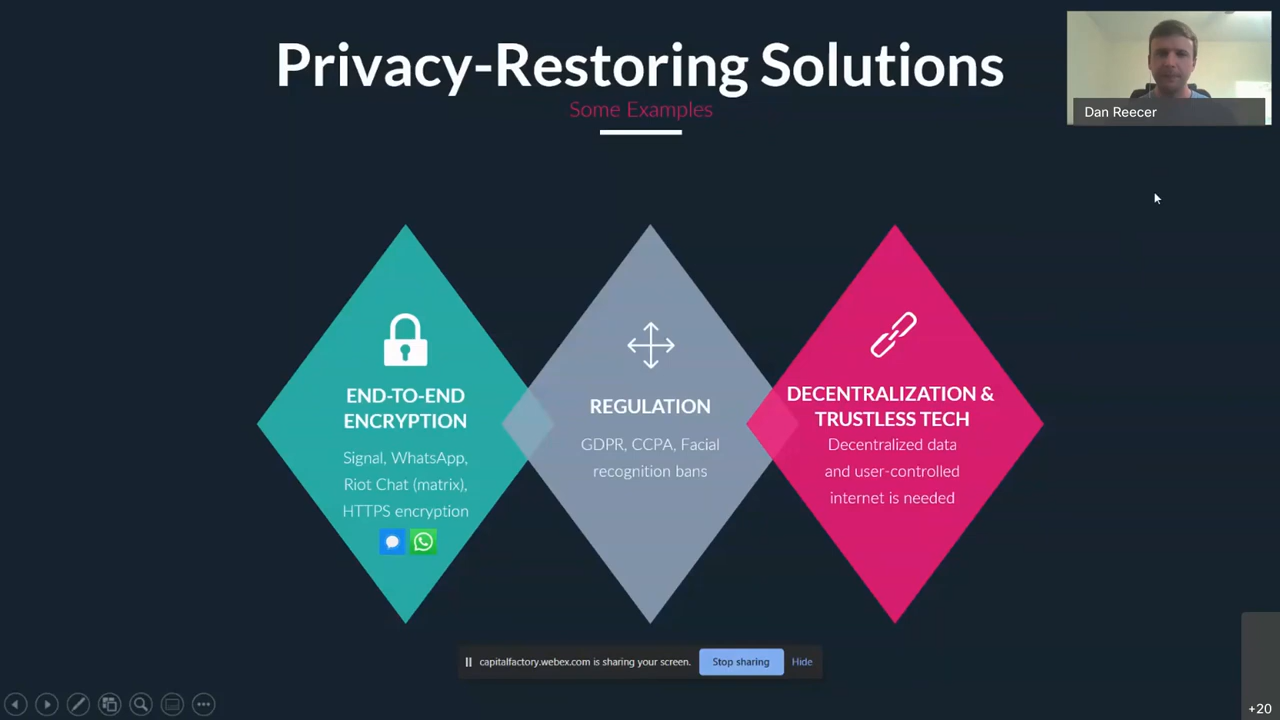 Privacy-Restoring Solutions
Some Examples
Dan Reecer
END-TO-END
ENCRYPTION
Signal, WhatsApp,
Riot Chat (matrix),
HTTPS encryption
REGULATION
GDPR, CCPA, Facial
recognition bans
DECENTRALIZATION &
TRUSTLESS TECH
Decentralized data
and user-controlled
internet is needed
capitalfactory.webex.com is sharing your screen.
Stop sharing
Hide
+20